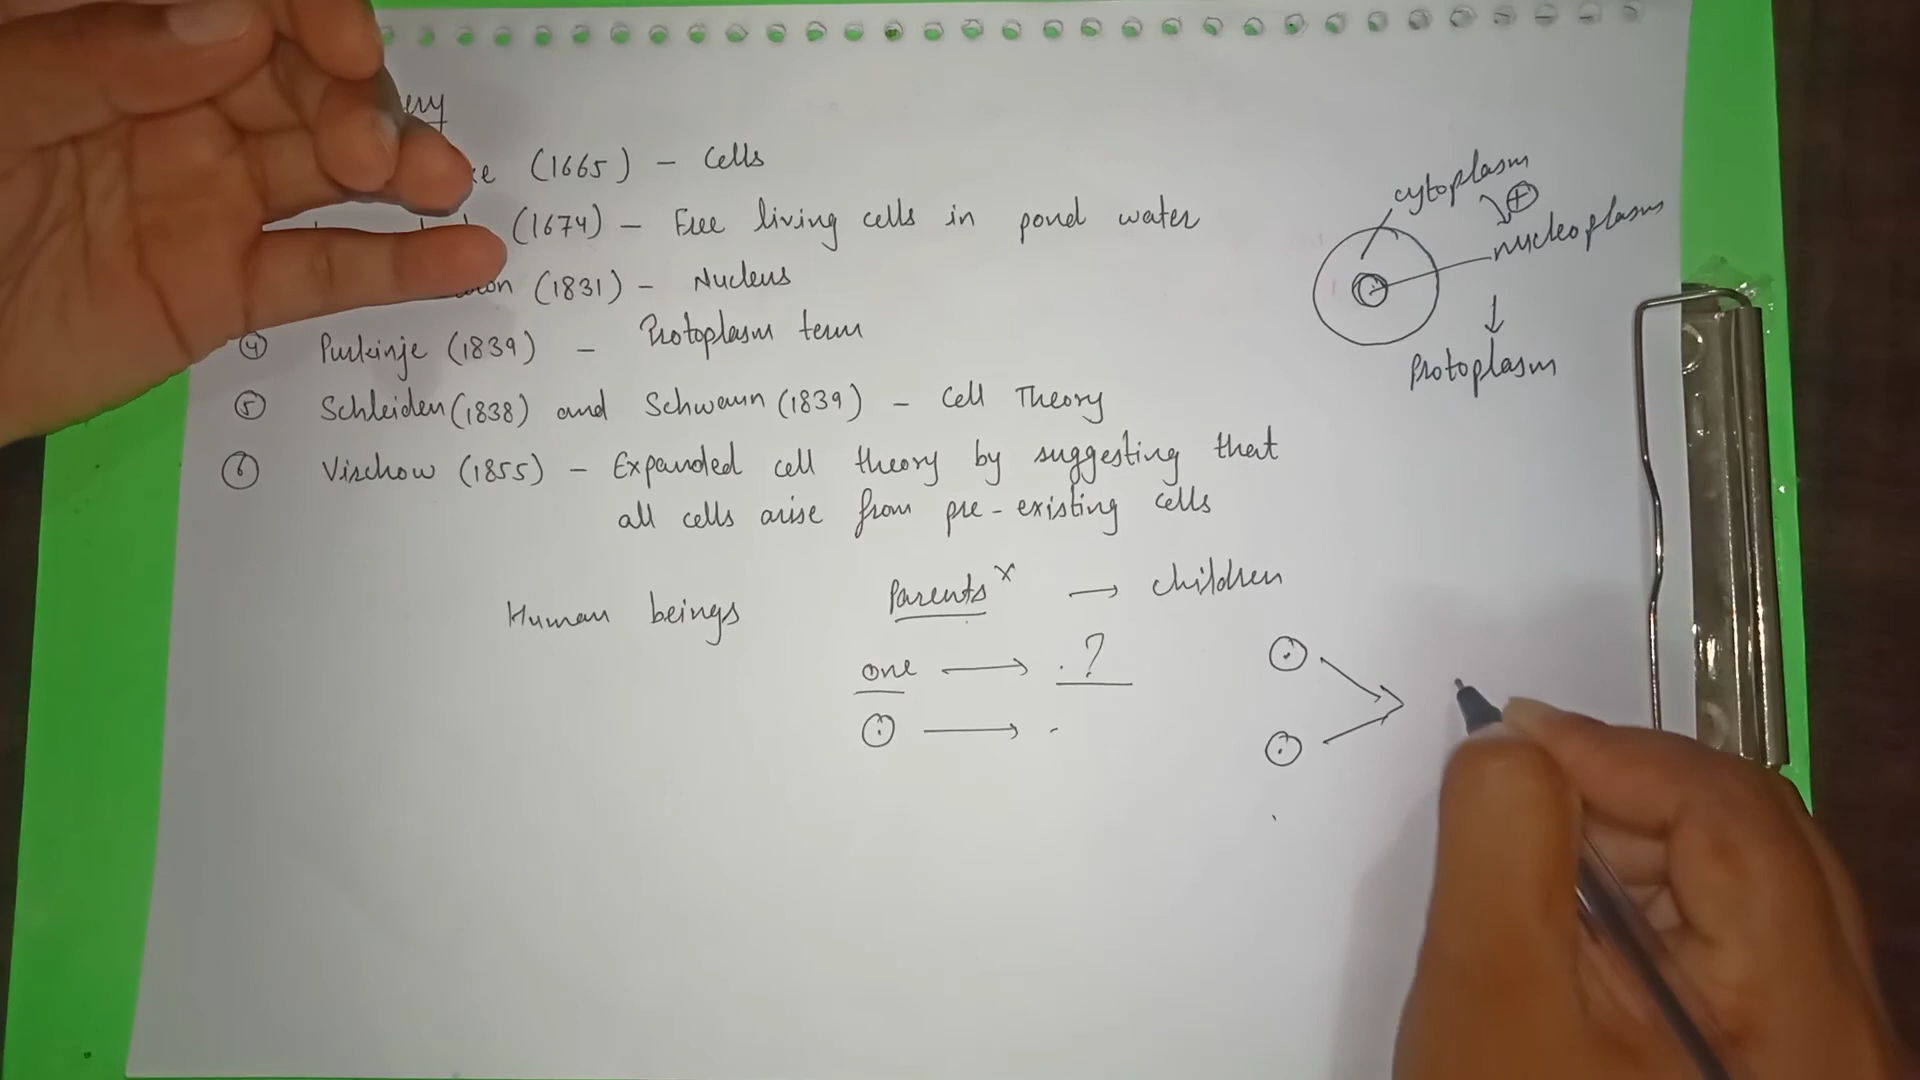 (1665) - Cells
(1674) - Free living cells in pond water
(1831) - Nucleus
④ Purkinje (1839) - Protoplasm term
⑤ Schleiden (1838) and Schwann (1839) - Cell Theory
⑥ Virchow (1855) - Expanded cell theory by suggesting that
all cells arise from pre-existing cells
Human beings Parents x → children
one → ?
cytoplasm
+
nucleoplasm
↓
Protoplasm